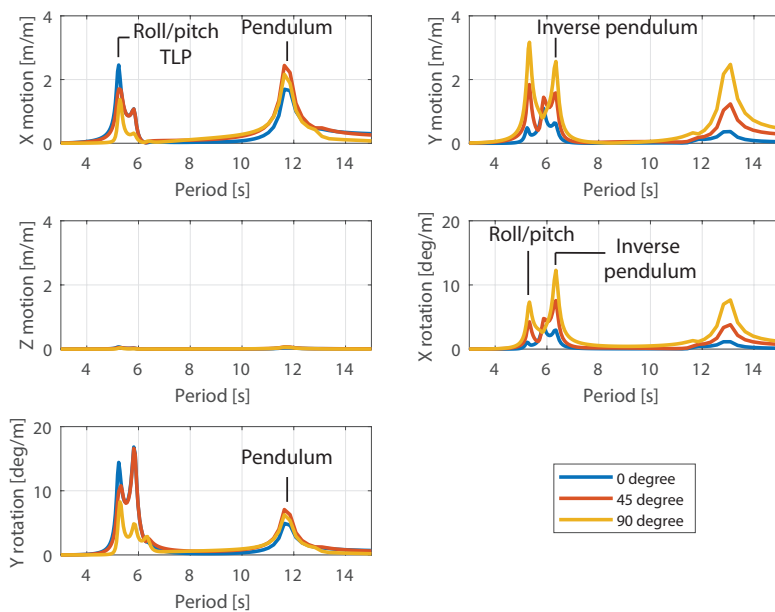 X motion [m/m]
4
2
0
Roll/pitch
TLP
Pendulum
4 6 8 10 12 14
Period [s]
Y motion [m/m]
4
2
0
Inverse pendulum
4 6 8 10 12 14
Period [s]
Z motion [m/m]
4
2
0
4 6 8 10 12 14
Period [s]
X rotation [deg/m]
20
10
0
Roll/pitch
Inverse
pendulum
4 6 8 10 12 14
Period [s]
Y rotation [deg/m]
20
10
0
Pendulum
4 6 8 10 12 14
Period [s]
0 degree
45 degree
90 degree